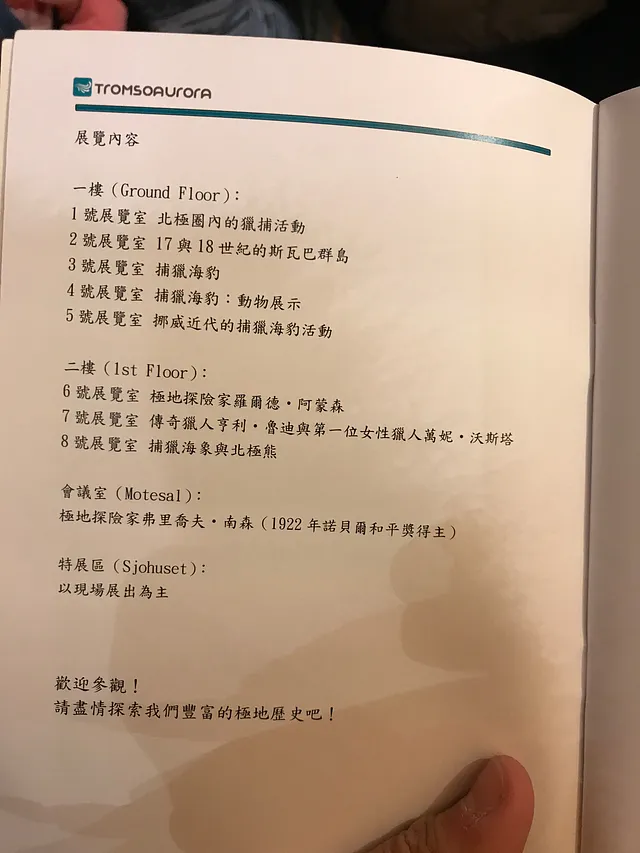 TROMSOAURORA
展覽內容
一樓（Ground Floor）：
1 號展覽室 北極圈內的獵捕活動
2 號展覽室 17 與 18 世紀的斯瓦巴群島
3 號展覽室 捕獵海豹
4 號展覽室 捕獵海豹：動物展示
5 號展覽室 挪威近代的捕獵海豹活動
二樓（1st Floor）：
6 號展覽室 極地探險家羅爾德・阿蒙森
7 號展覽室 傳奇獵人亨利・魯迪與第一位女性獵人萬妮・沃斯塔
8 號展覽室 捕獵海象與北極熊
會議室（Motesal）：
極地探險家弗里喬夫・南森（1922 年諾貝爾和平獎得主）
特展區（Sjohuset）：
以現場展出為主
歡迎參觀！
請盡情探索我們豐富的極地歷史吧！